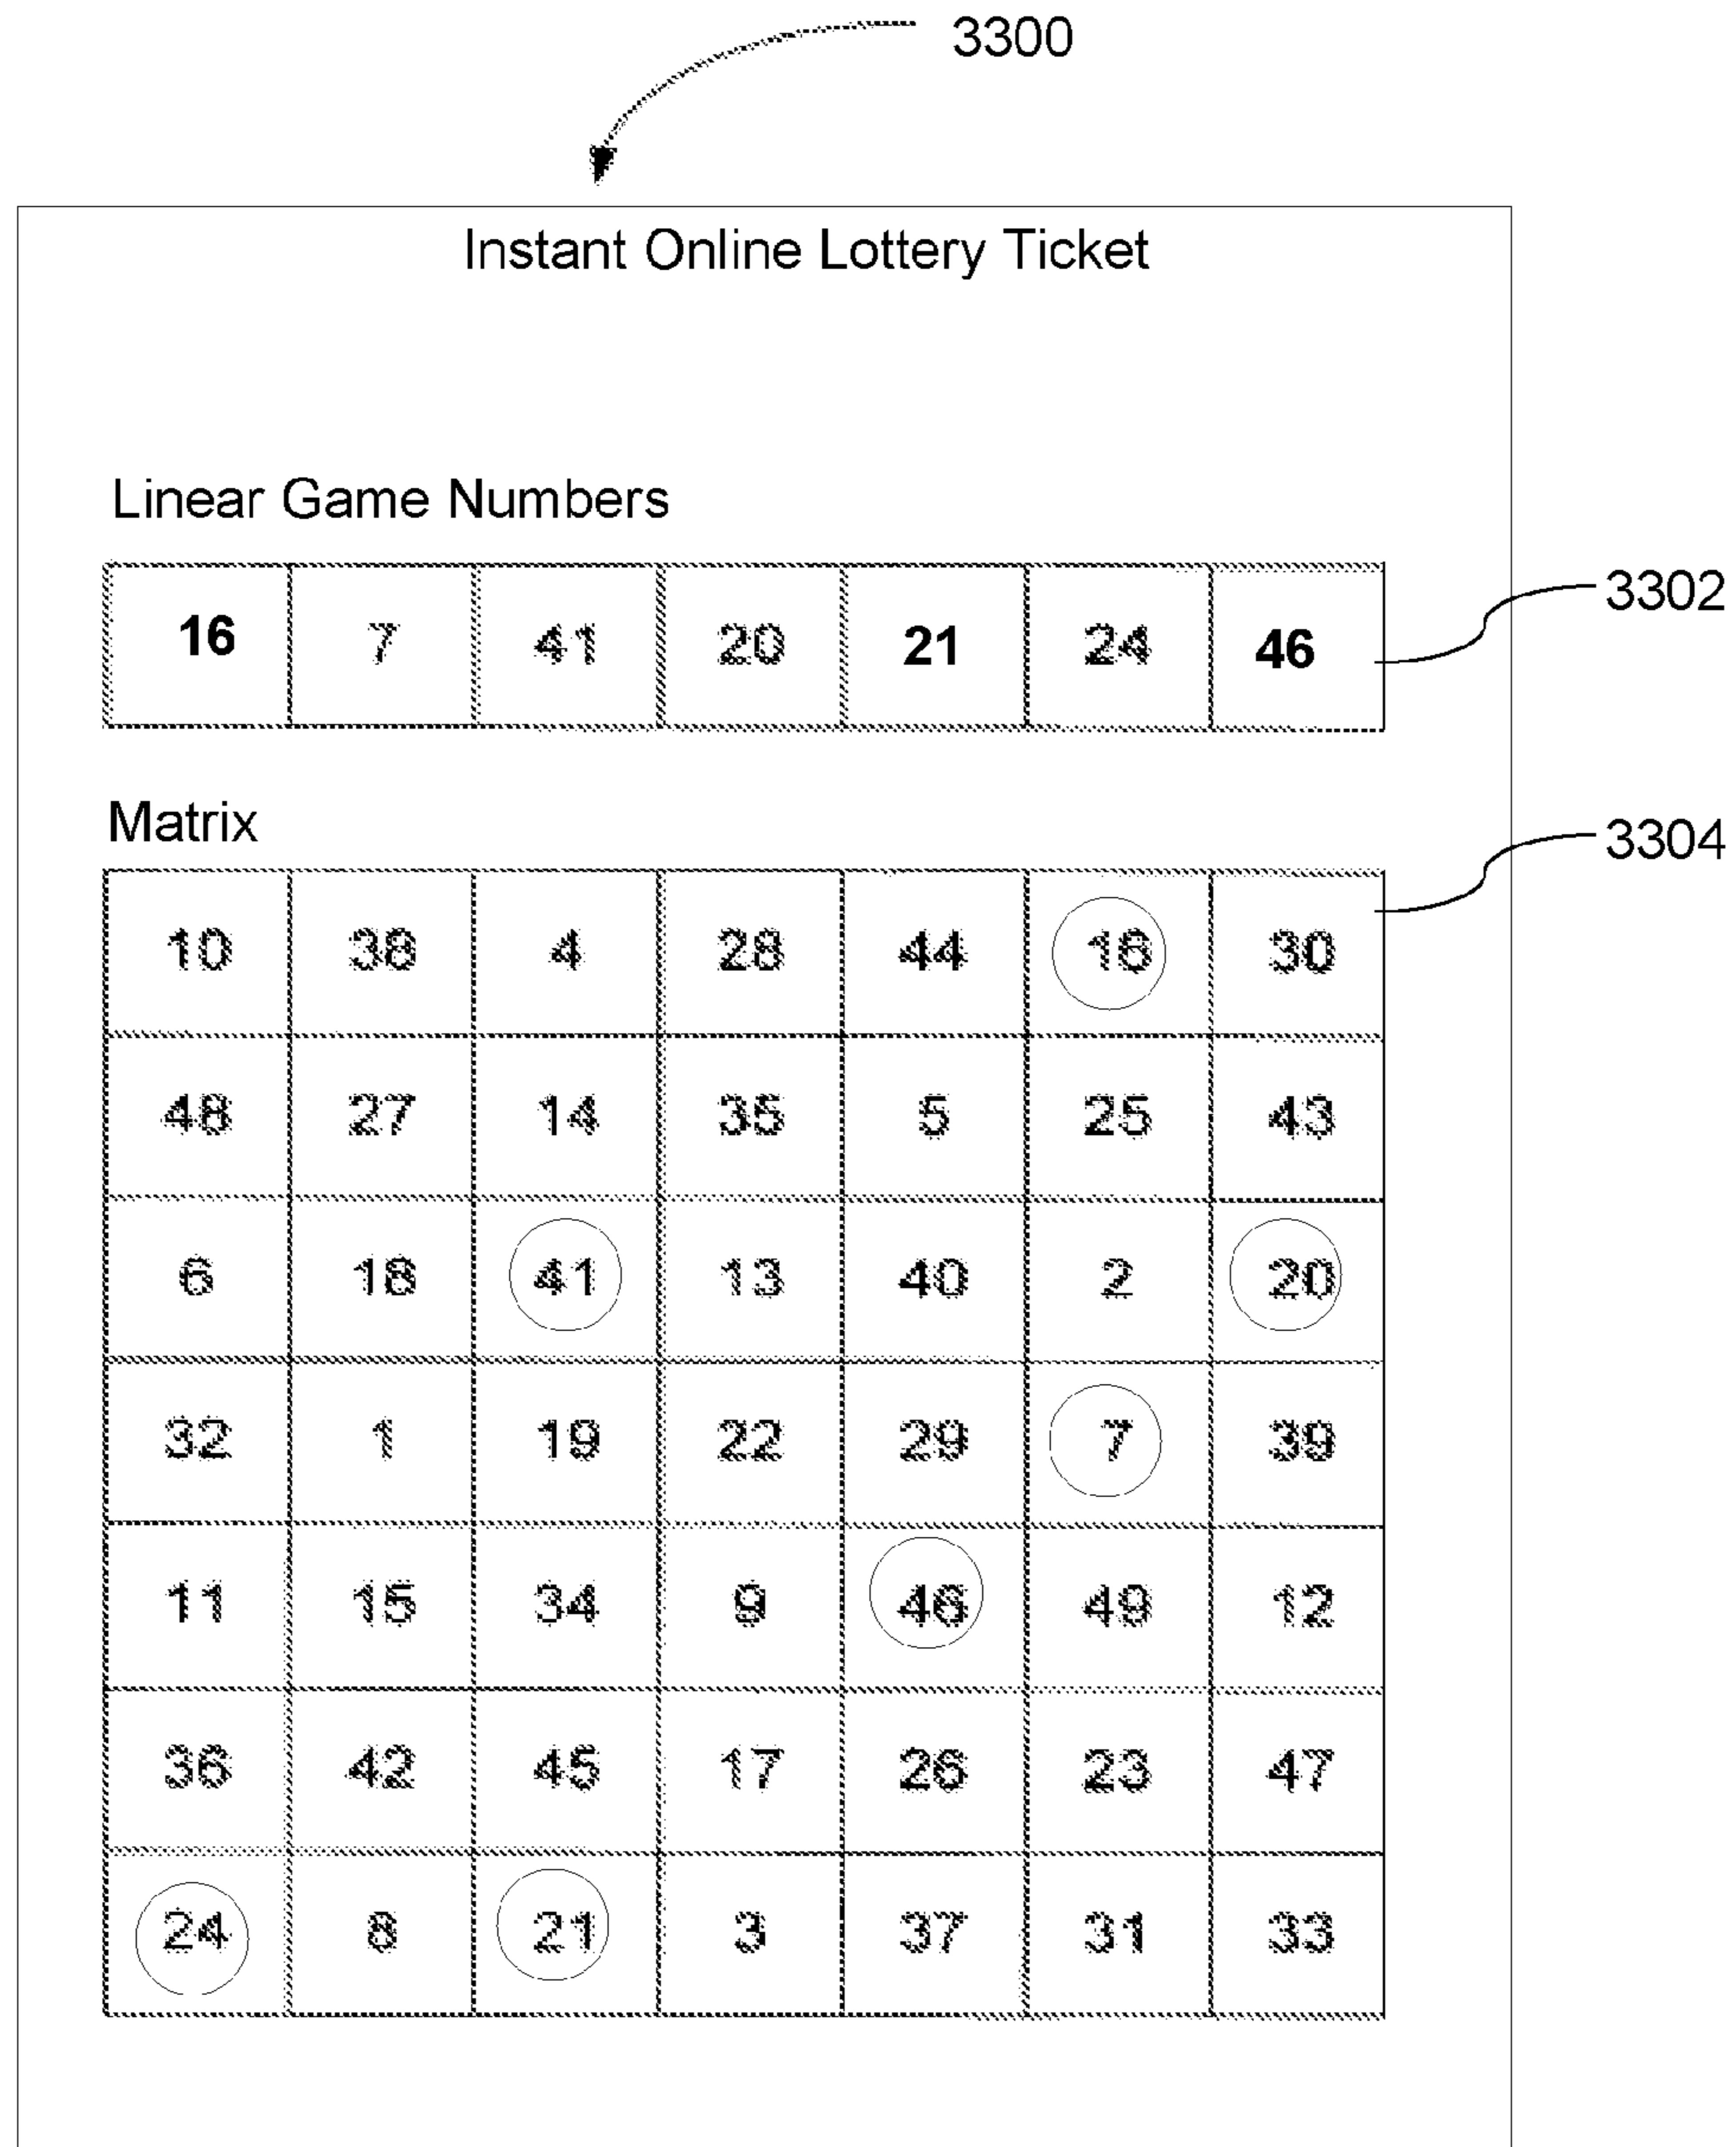 3300
Instant Online Lottery Ticket
Linear Game Numbers
16 7 41 20 21 24 46
3302
Matrix
3304
10 38 4 28 44 16 30
48 27 14 35 5 25 43
6 18 41 13 40 2 20
32 1 19 22 29 7 39
11 15 34 9 46 49 12
36 42 45 17 26 23 47
24 8 21 3 37 31 33